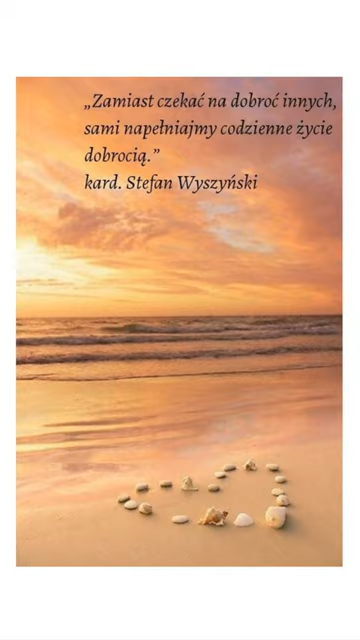 „Zamiast czekać na dobroć innych,
sami napełniajmy codzienne życie
dobrocią.”
kard. Stefan Wyszyński